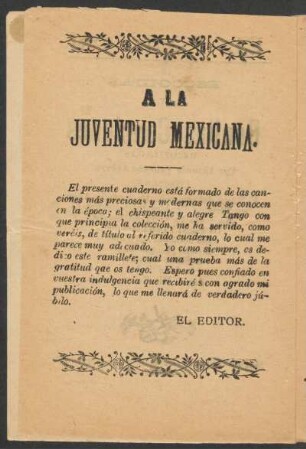 A LA
JUVENTUD MEXICANA.
El presente cuaderno está formado de las can-
ciones más preciosas y modernas que se conocen
en la época; el chispeante y alegre Tango con
que principia la colección, me ha servido, como
veréis, de título al referido cuaderno, lo cual me
parece muy adecuado. Yo como siempre, os de-
dico este ramillete; cual una prueba más de la
gratitud que os tengo. Espero pues confiado en
vuestra indulgencia que recibiréis con agrado mi
publicación, lo que me llenará de verdadero jú-
bilo.
EL EDITOR.